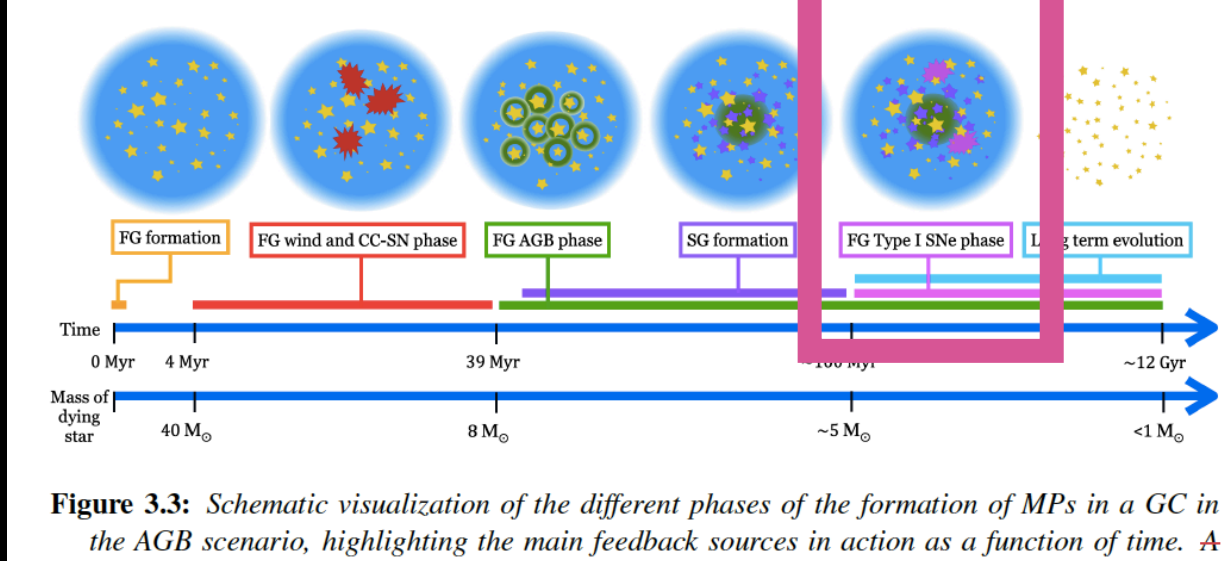 FG formation
FG wind and CC-SN phase
FG AGB phase
SG formation
FG Type I SNe phase
term evolution
Time
0 Myr
4 Myr
39 Myr
~12 Gyr
Mass of
dying
star
40 M⊙
8 M⊙
~5 M⊙
<1 M⊙
Figure 3.3: Schematic visualization of the different phases of the formation of MPs in a GC in
the AGB scenario, highlighting the main feedback sources in action as a function of time. A